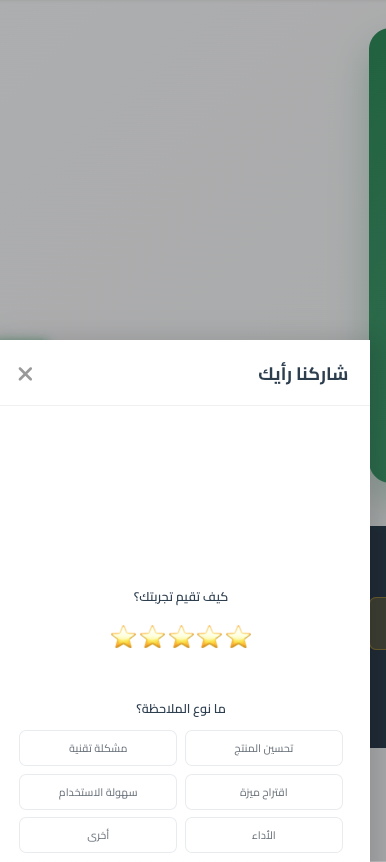 شاركنا رأيك
كيف تقيم تجربتك؟
ما نوع الملاحظة؟
تحسين المنتج
مشكلة تقنية
اقتراح ميزة
سهولة الاستخدام
الأداء
أخرى